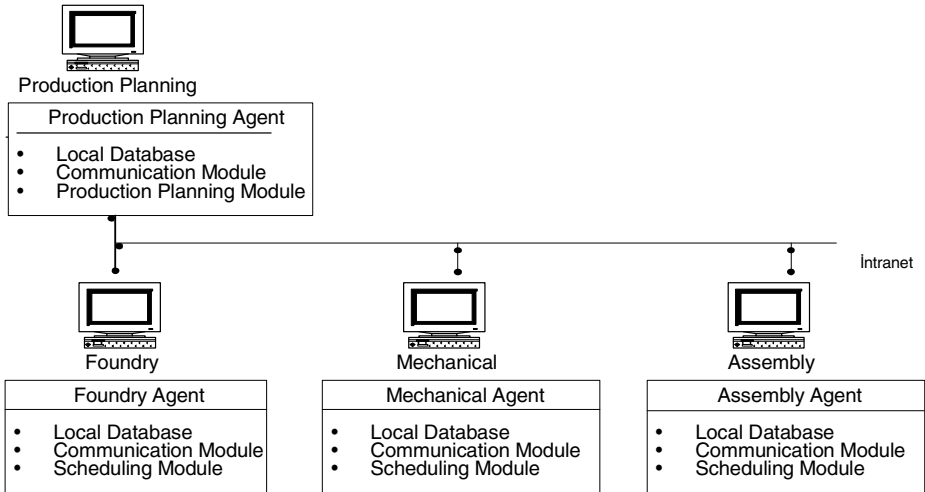 Production Planning
Production Planning Agent
• Local Database
• Communication Module
• Production Planning Module
İntranet
Foundry
Mechanical
Assembly
Foundry Agent
• Local Database
• Communication Module
• Scheduling Module
Mechanical Agent
• Local Database
• Communication Module
• Scheduling Module
Assembly Agent
• Local Database
• Communication Module
• Scheduling Module